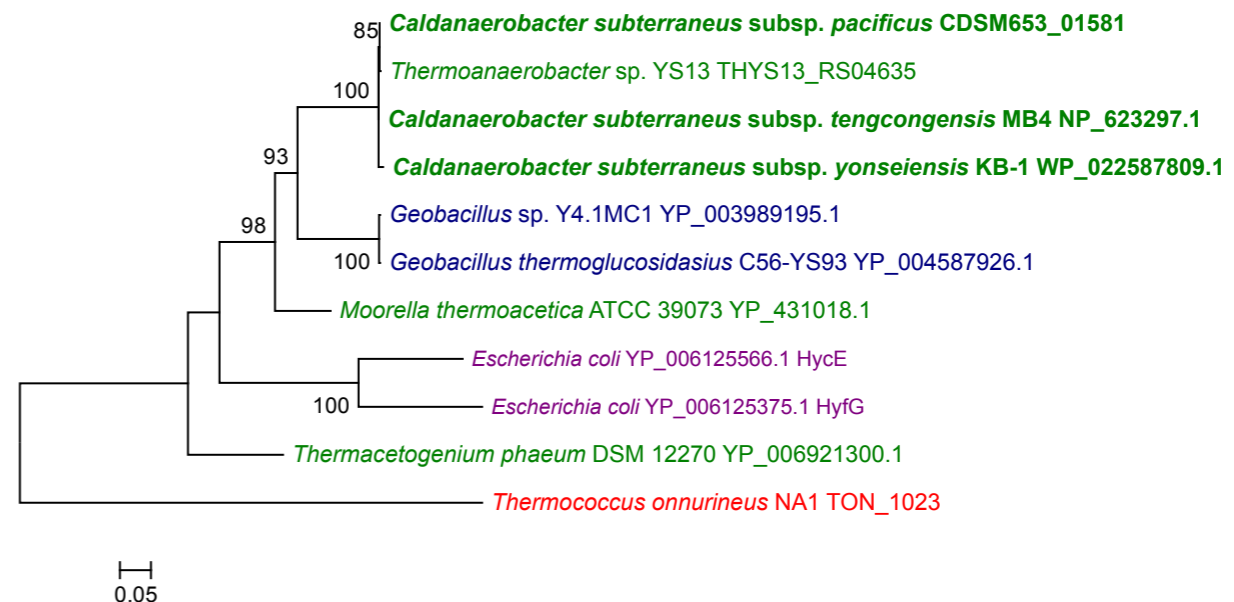 85
Caldanaerobacter subterraneus subsp. pacificus CDSM653_01581
Thermoanaerobacter sp. YS13 THYS13_RS04635
100
Caldanaerobacter subterraneus subsp. tengcongensis MB4 NP_623297.1
93
Caldanaerobacter subterraneus subsp. yonseiensis KB-1 WP_022587809.1
98
Geobacillus sp. Y4.1MC1 YP_003989195.1
100
Geobacillus thermoglucosidasius C56-YS93 YP_004587926.1
Moorella thermoacetica ATCC 39073 YP_431018.1
Escherichia coli YP_006125566.1 HycE
100
Escherichia coli YP_006125375.1 HyfG
Thermacetogenium phaeum DSM 12270 YP_006921300.1
Thermococcus onnurineus NA1 TON_1023
0.05